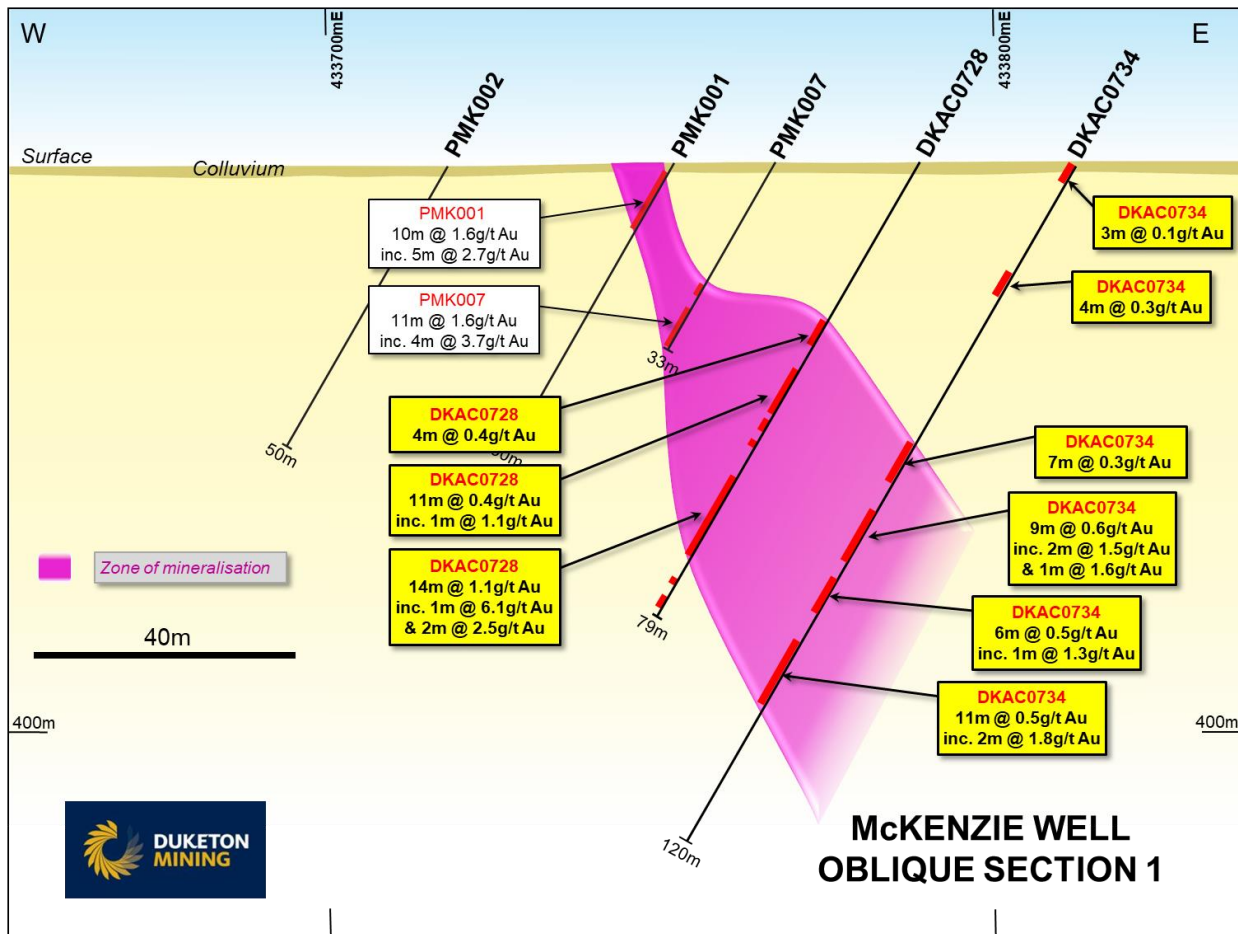 W
433700mE
433800mE
E
PMK002
PMK001
PMK007
DKAC0728
DKAC0734
Surface
Colluvium
PMK001
10m @ 1.6g/t Au
inc. 5m @ 2.7g/t Au
DKAC0734
3m @ 0.1g/t Au
DKAC0734
4m @ 0.3g/t Au
PMK007
11m @ 1.6g/t Au
inc. 4m @ 3.7g/t Au
33m
DKAC0728
4m @ 0.4g/t Au
50m
DKAC0734
7m @ 0.3g/t Au
DKAC0728
11m @ 0.4g/t Au
inc. 1m @ 1.1g/t Au
DKAC0734
9m @ 0.6g/t Au
inc. 2m @ 1.5g/t Au
& 1m @ 1.6g/t Au
Zone of mineralisation
DKAC0728
14m @ 1.1g/t Au
inc. 1m @ 6.1g/t Au
& 2m @ 2.5g/t Au
79m
DKAC0734
6m @ 0.5g/t Au
inc. 1m @ 1.3g/t Au
40m
DKAC0734
11m @ 0.5g/t Au
inc. 2m @ 1.8g/t Au
400m
400m
120m
DUKETON
MINING
McKENZIE WELL
OBLIQUE SECTION 1